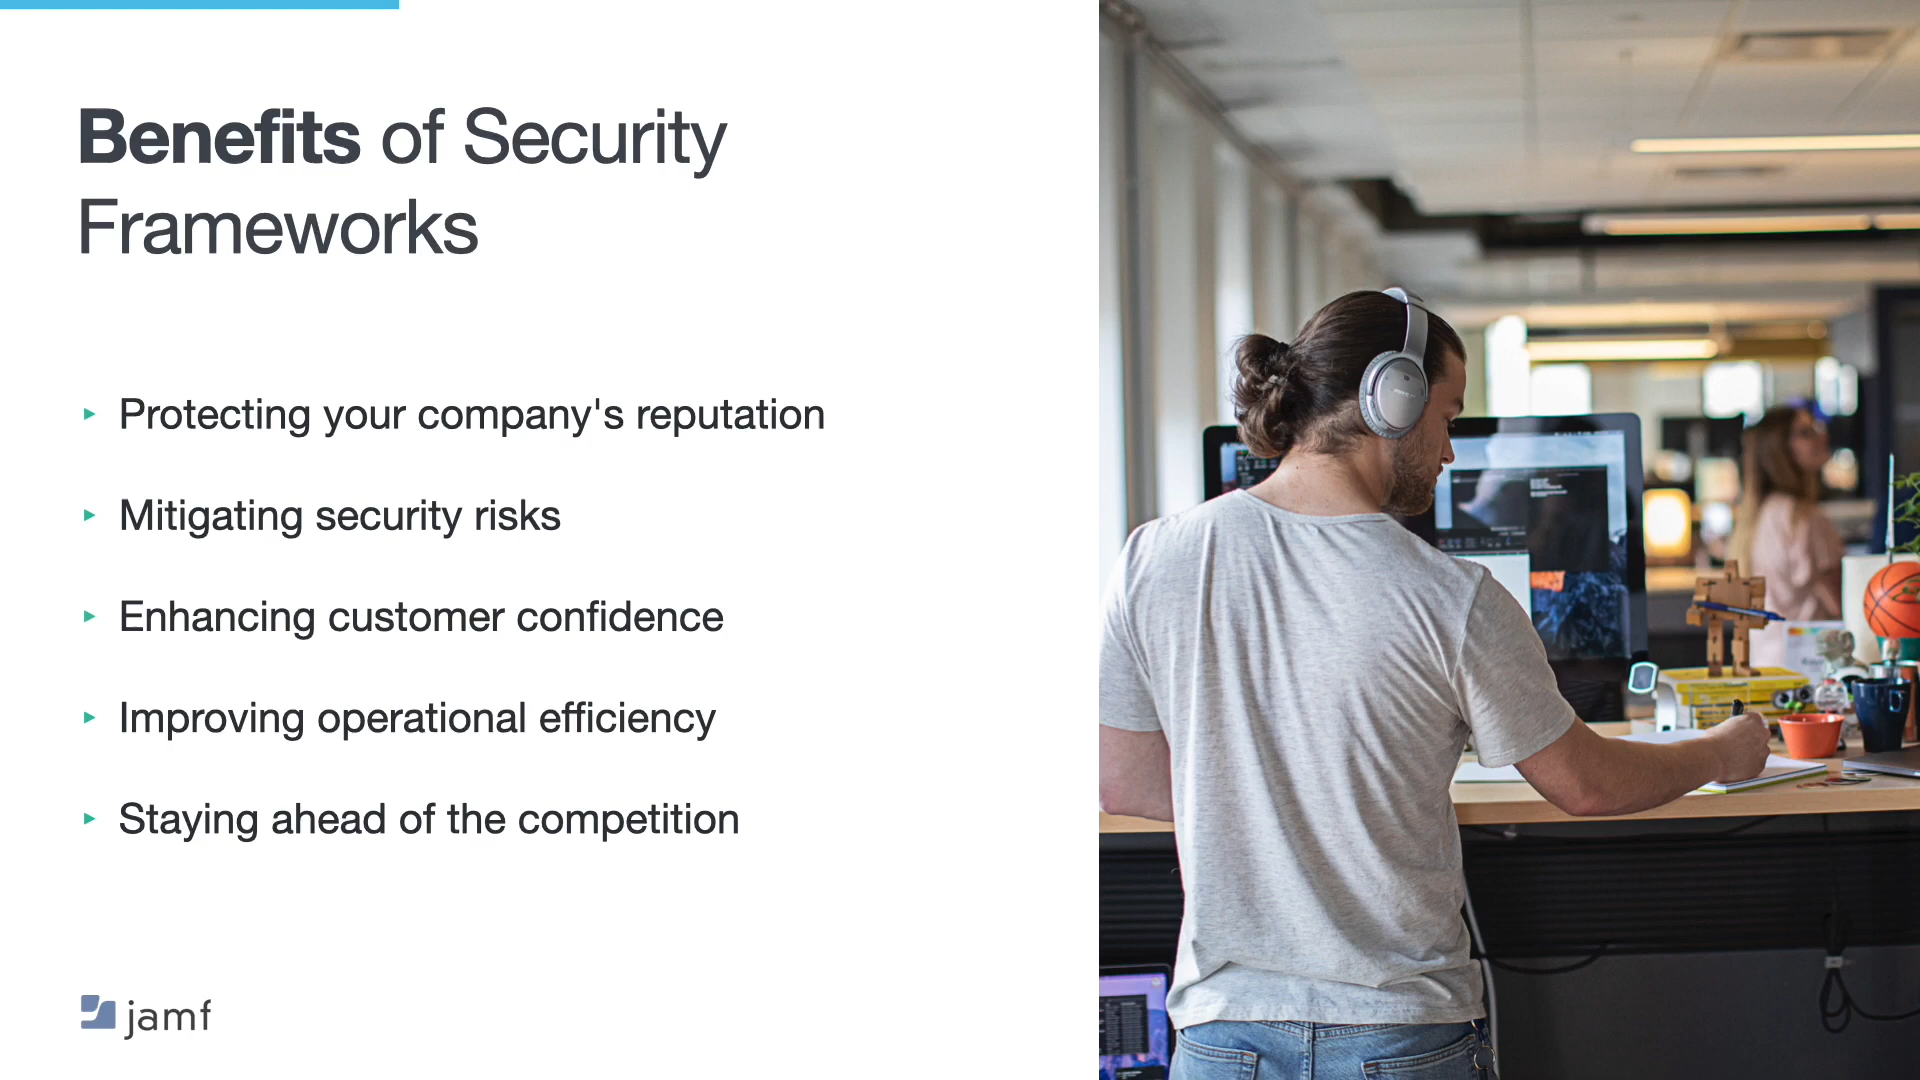 Benefits of Security
Frameworks
Protecting your company's reputation
Mitigating security risks
Enhancing customer confidence
Improving operational efficiency
Staying ahead of the competition
jamf